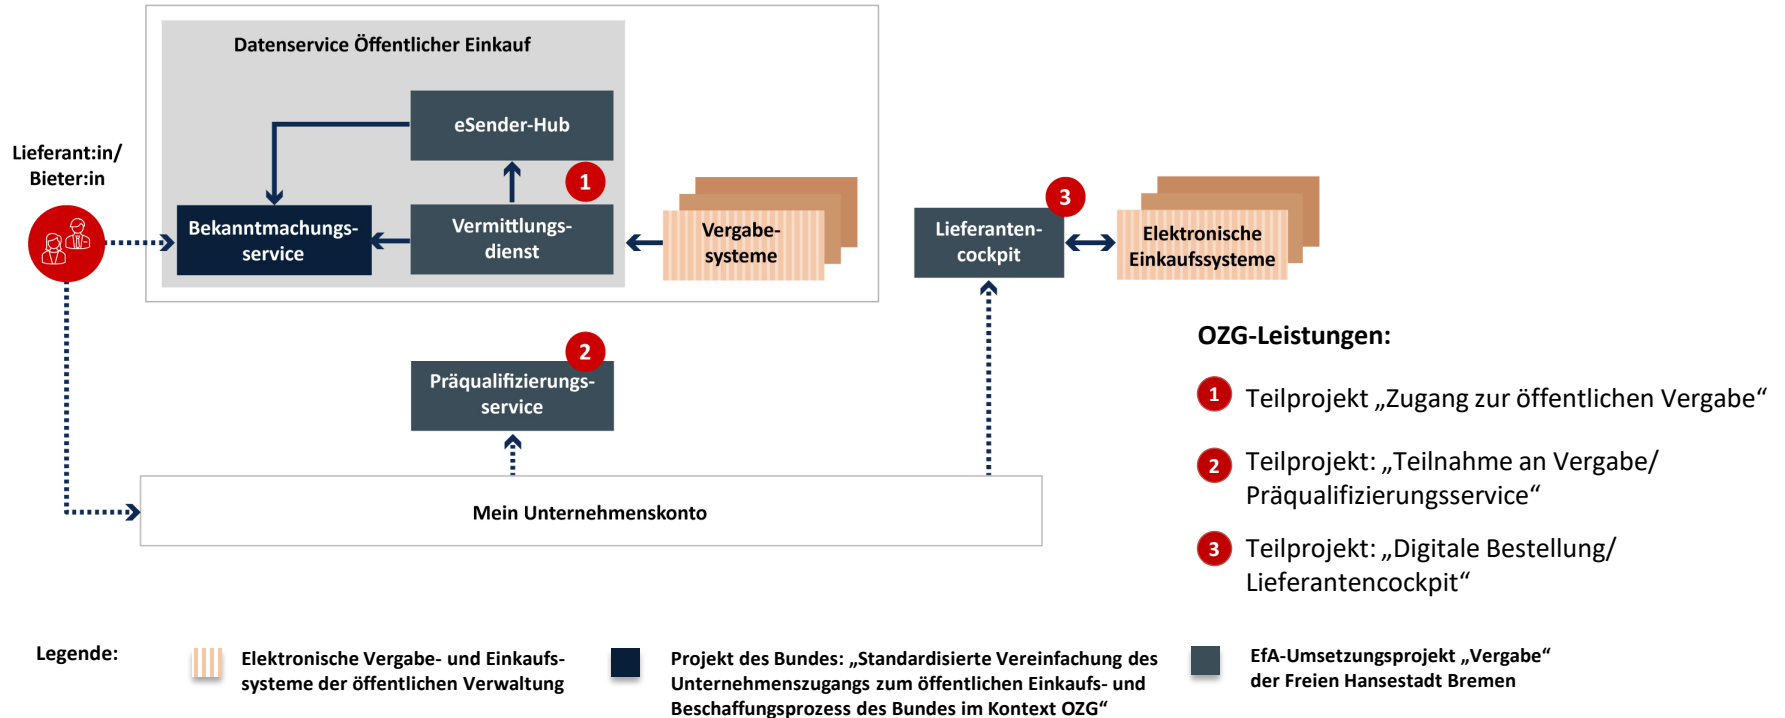 Datenservice Öffentlicher Einkauf
eSender-Hub
Lieferant:in/
Bieter:in
1
Bekanntmachungs-
service
Vermittlungs-
dienst
Vergabe-
systeme
3
Lieferanten-
cockpit
Elektronische
Einkaufssysteme
2
Präqualifizierungs-
service
Mein Unternehmenskonto
OZG-Leistungen:
1 Teilprojekt „Zugang zur öffentlichen Vergabe“
2 Teilprojekt: „Teilnahme an Vergabe/
Präqualifizierungsservice“
3 Teilprojekt: „Digitale Bestellung/
Lieferantencockpit“
Legende:
Elektronische Vergabe- und Einkaufs-
systeme der öffentlichen Verwaltung
Projekt des Bundes: „Standardisierte Vereinfachung des
Unternehmenszugangs zum öffentlichen Einkaufs- und
Beschaffungsprozess des Bundes im Kontext OZG“
EfA-Umsetzungsprojekt „Vergabe“
der Freien Hansestadt Bremen